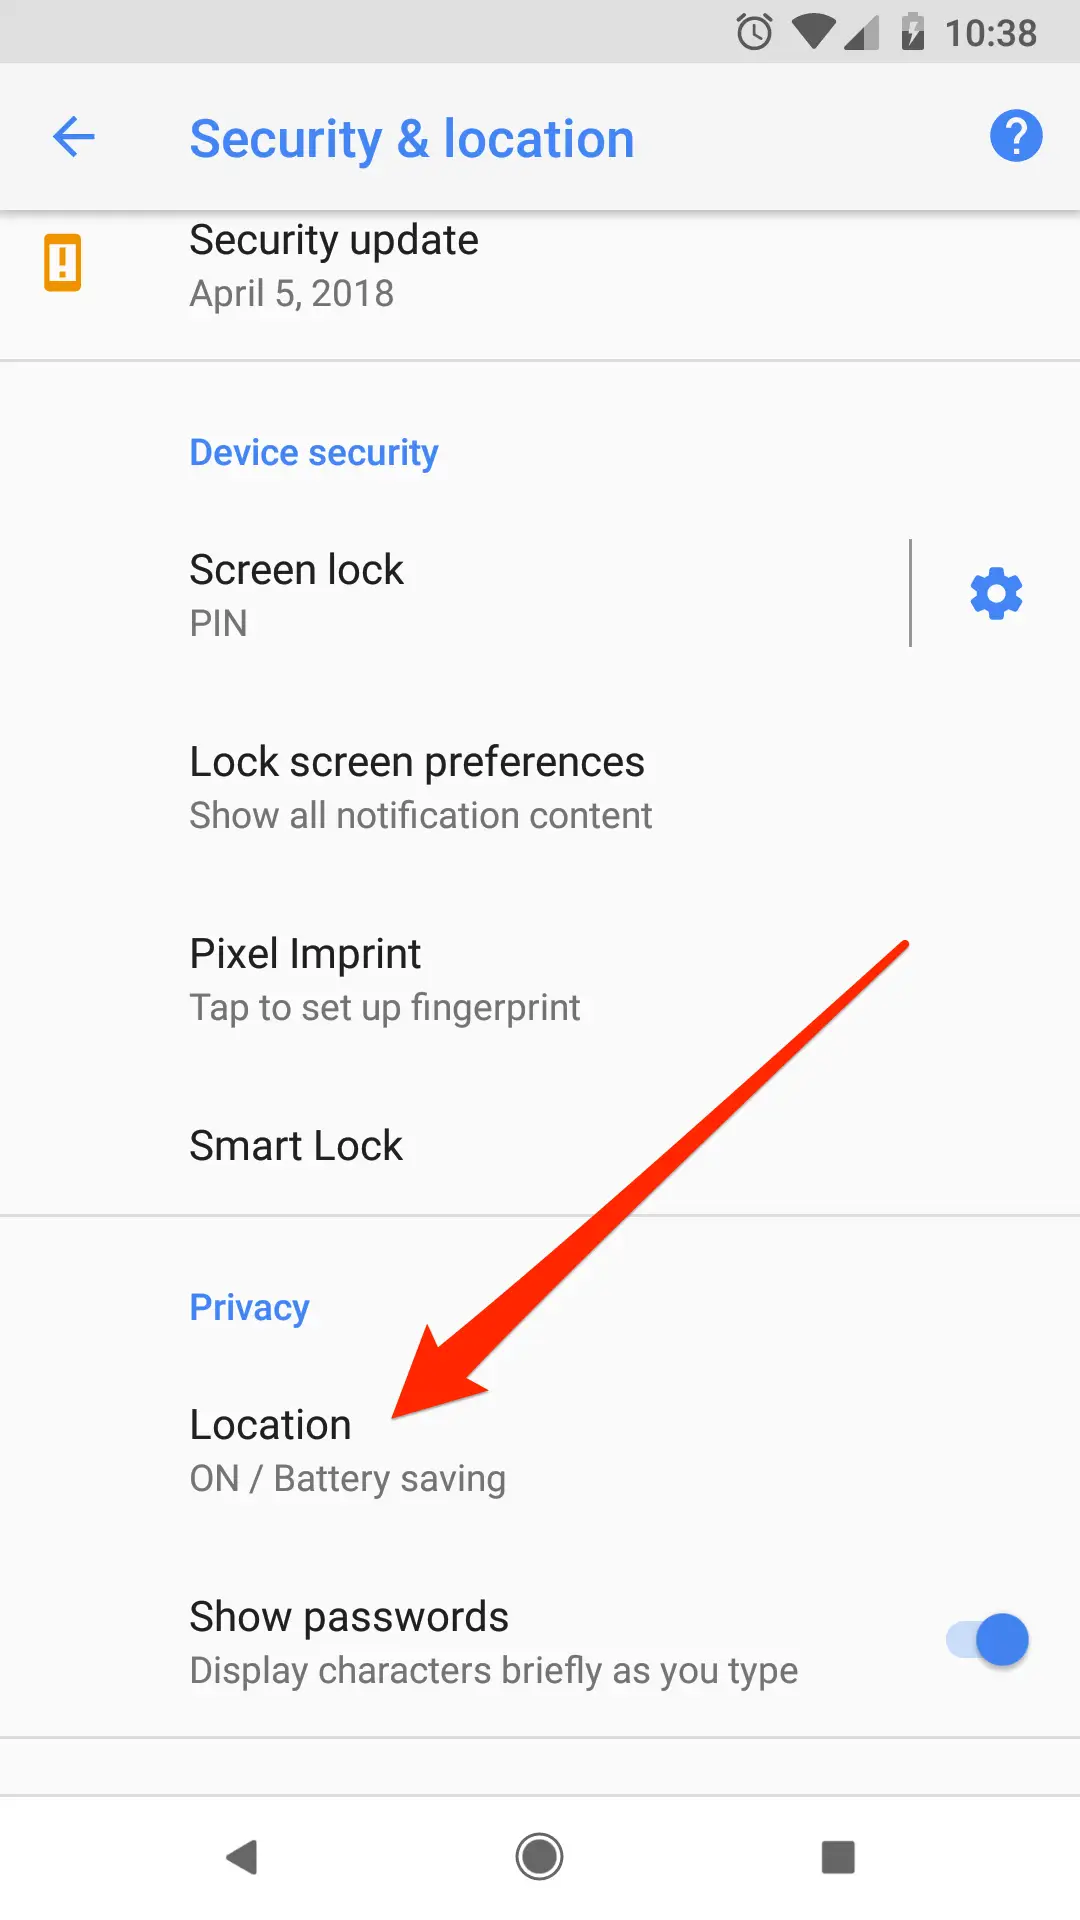 10:38
Security & location
Security update
April 5, 2018
Device security
Screen lock
PIN
Lock screen preferences
Show all notification content
Pixel Imprint
Tap to set up fingerprint
Smart Lock
Privacy
Location
ON / Battery saving
Show passwords
Display characters briefly as you type